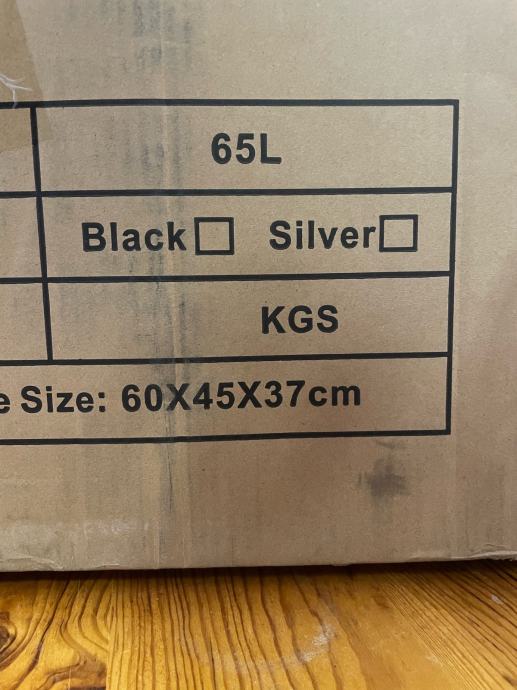 65L
Black☐ Silver☐
KGS
e Size: 60X45X37cm